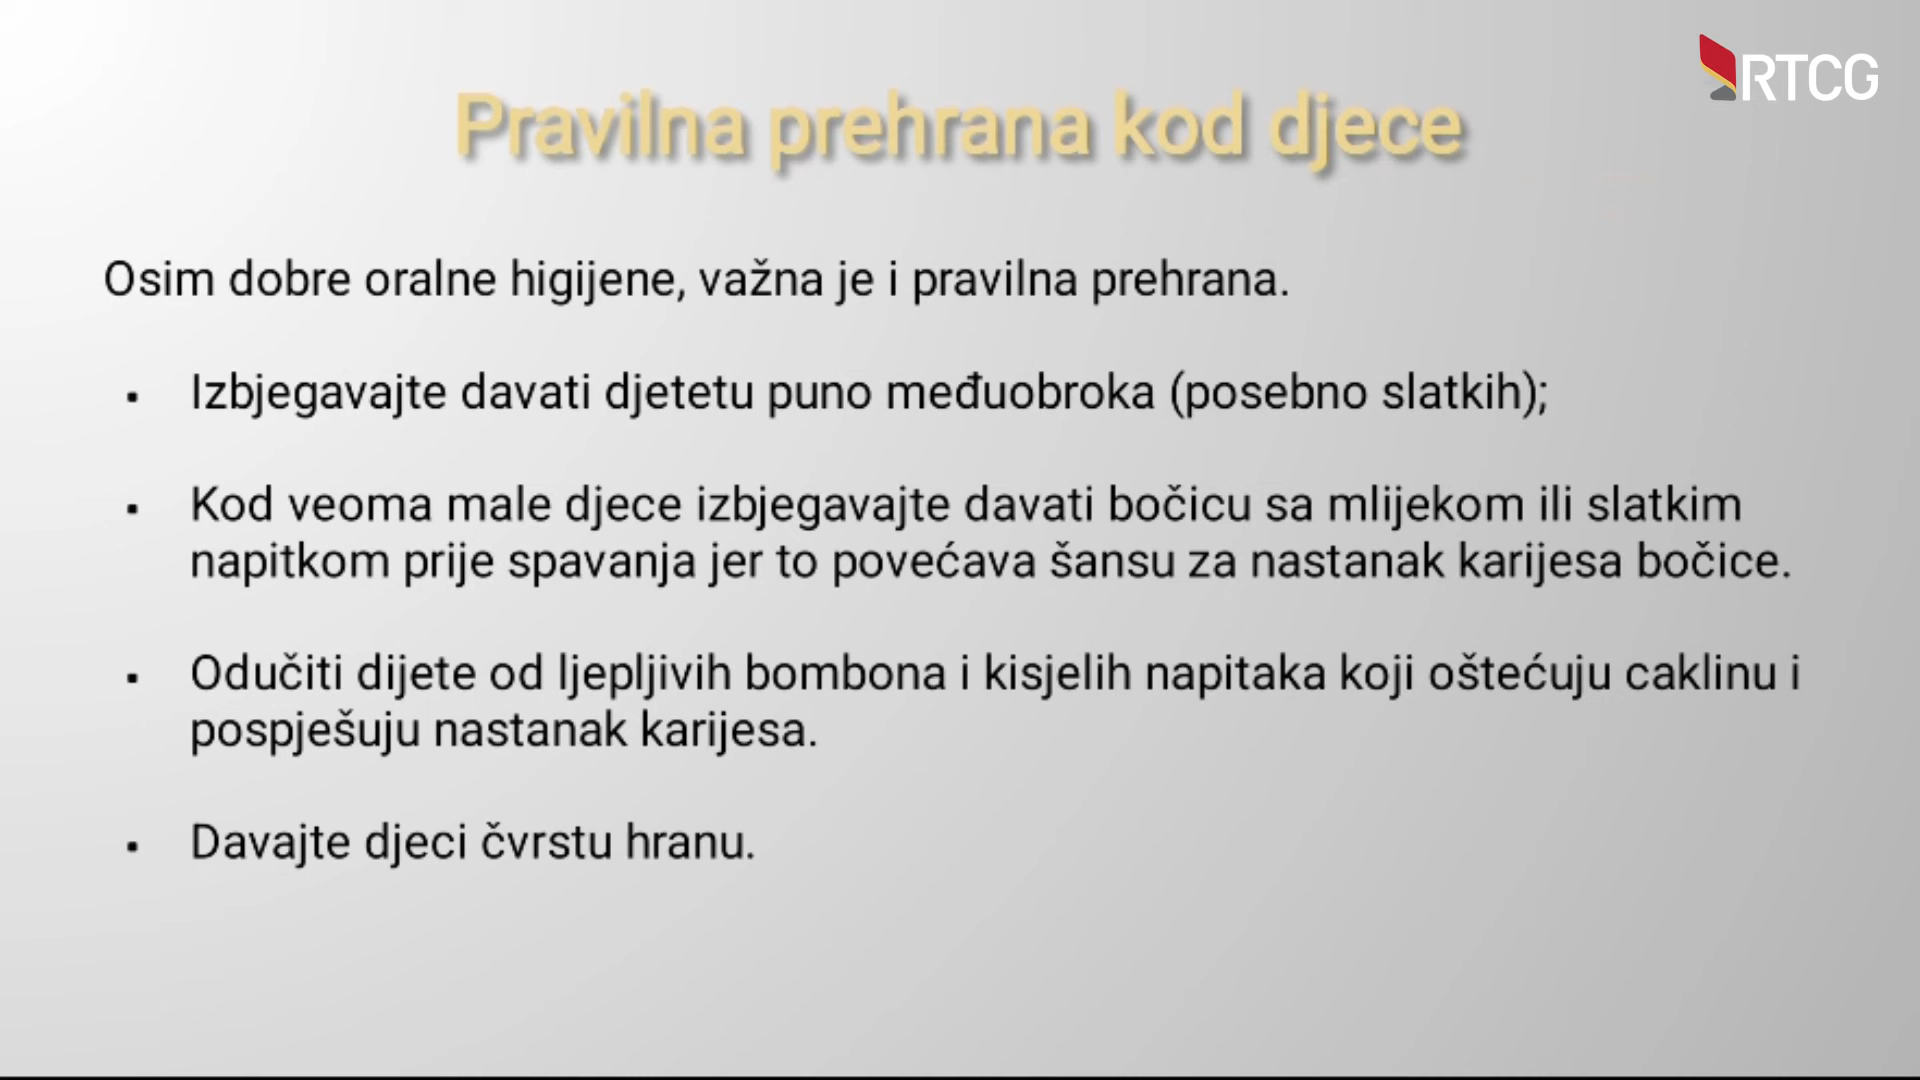 RTCG
Pravilna prehrana kod djece
Osim dobre oralne higijene, važna je i pravilna prehrana.
▪ Izbjegavajte davati djetetu puno međuobroka (posebno slatkih);
▪ Kod veoma male djece izbjegavajte davati bočicu sa mlijekom ili slatkim
napitkom prije spavanja jer to povećava šansu za nastanak karijesa bočice.
▪ Odučiti dijete od ljepljivih bombona i kisjelih napitaka koji oštećuju caklinu i
pospješuju nastanak karijesa.
▪ Davajte djeci čvrstu hranu.